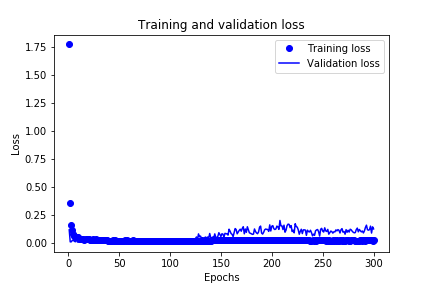 Training and validation loss
Training loss
Validation loss
1.75
1.50
1.25
1.00
0.75
0.50
0.25
0.00
Loss
0 50 100 150 200 250 300
Epochs